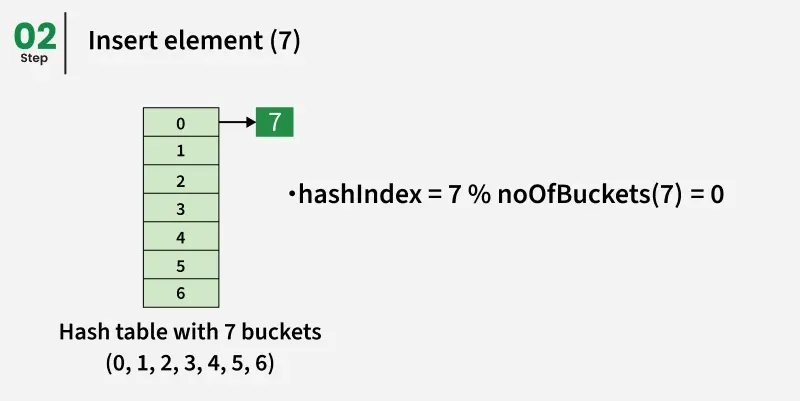 02
Step
Insert element (7)
0
7
1
2
3
4
5
6
•hashIndex = 7 % noOfBuckets(7) = 0
Hash table with 7 buckets
(0, 1, 2, 3, 4, 5, 6)